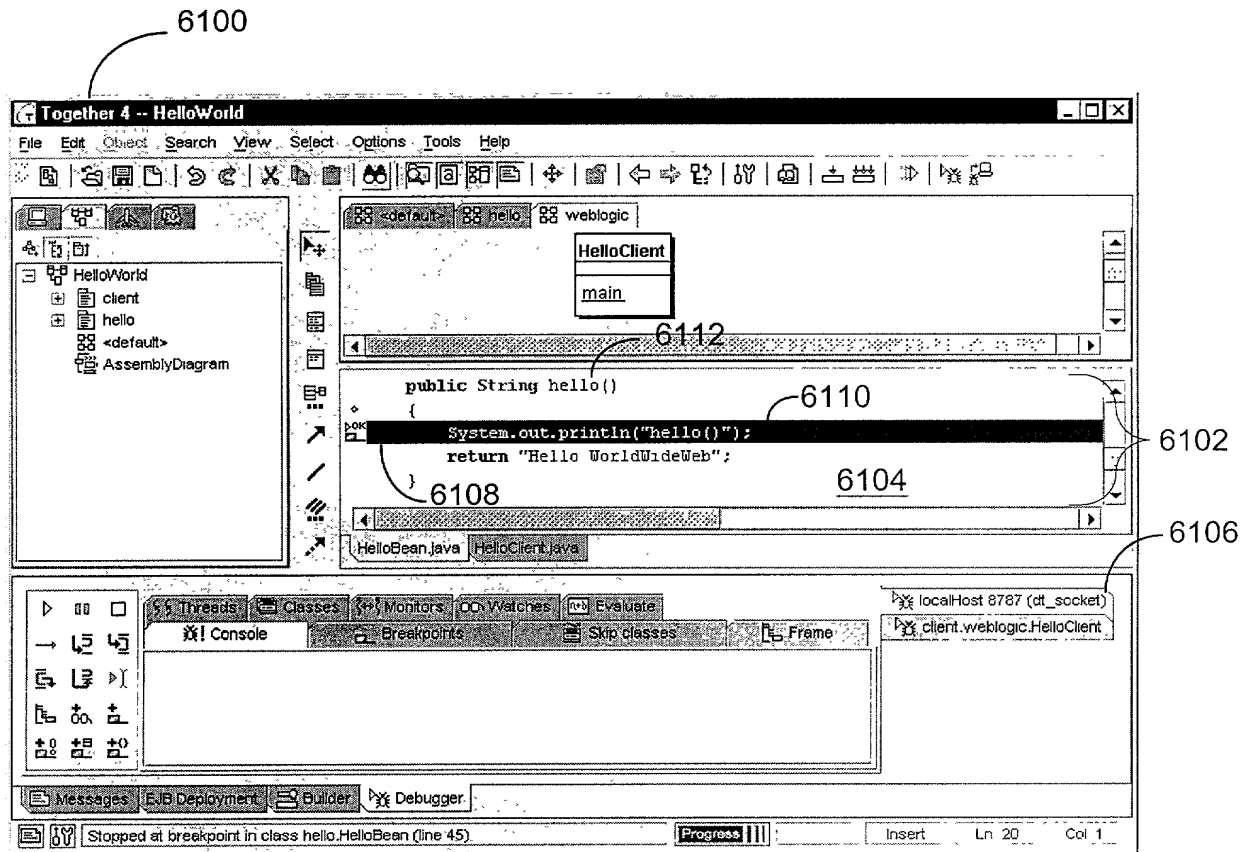 6100
Together 4 -- HelloWorld
File Edit Object Search View Select Options Tools Help
<default> hello weblogic
HelloWorld
client
hello
<default>
AssemblyDiagram
HelloClient
main
6112
public String hello()
{
6110
OK
System.out.println("hello()");
return "Hello WorldWideWeb";
}
6108
6104
6102
HelloBean.java HelloClient.java
6106
Threads Classes Monitors Watches Evaluate
Console Breakpoints Skip classes Frame
localHost 8787 (dt_socket)
client.weblogic.HelloClient
Messages EJB Deployment Builder Debugger
Stopped at breakpoint in class hello.HelloBean (line 45) Progress Insert Ln 20 Col 1